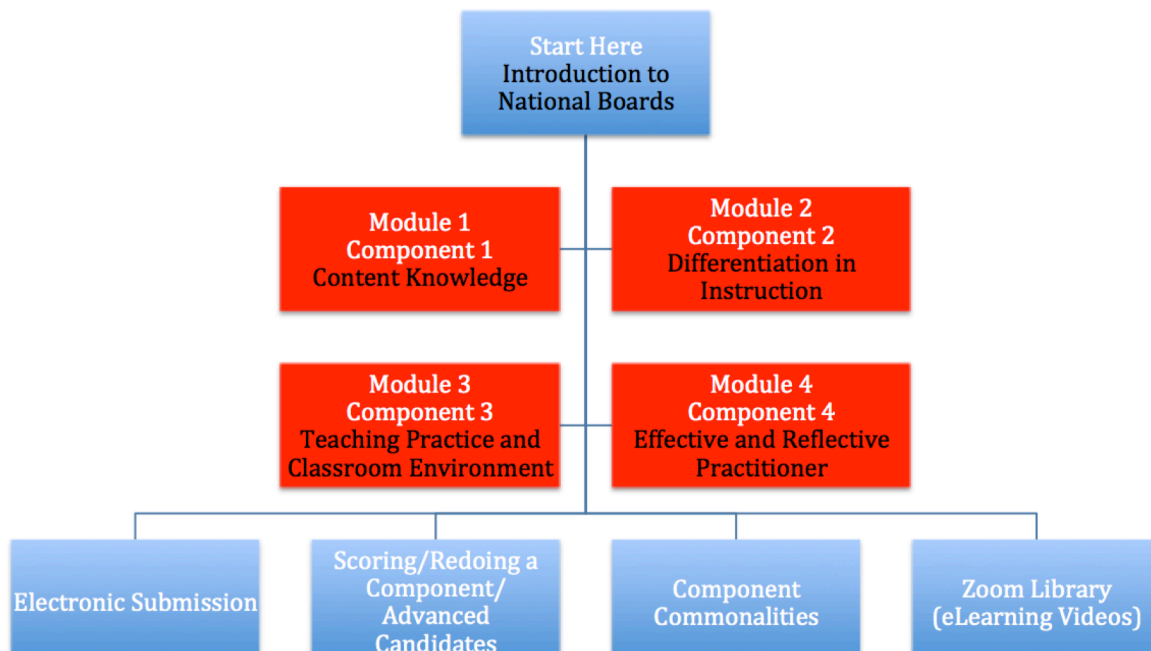 Start Here
Introduction to
National Boards
Module 1
Component 1
Content Knowledge
Module 2
Component 2
Differentiation in
Instruction
Module 3
Component 3
Teaching Practice and
Classroom Environment
Module 4
Component 4
Effective and Reflective
Practitioner
Electronic Submission
Scoring/Redoing a
Component/
Advanced
Candidates
Component
Commonalities
Zoom Library
(eLearning Videos)